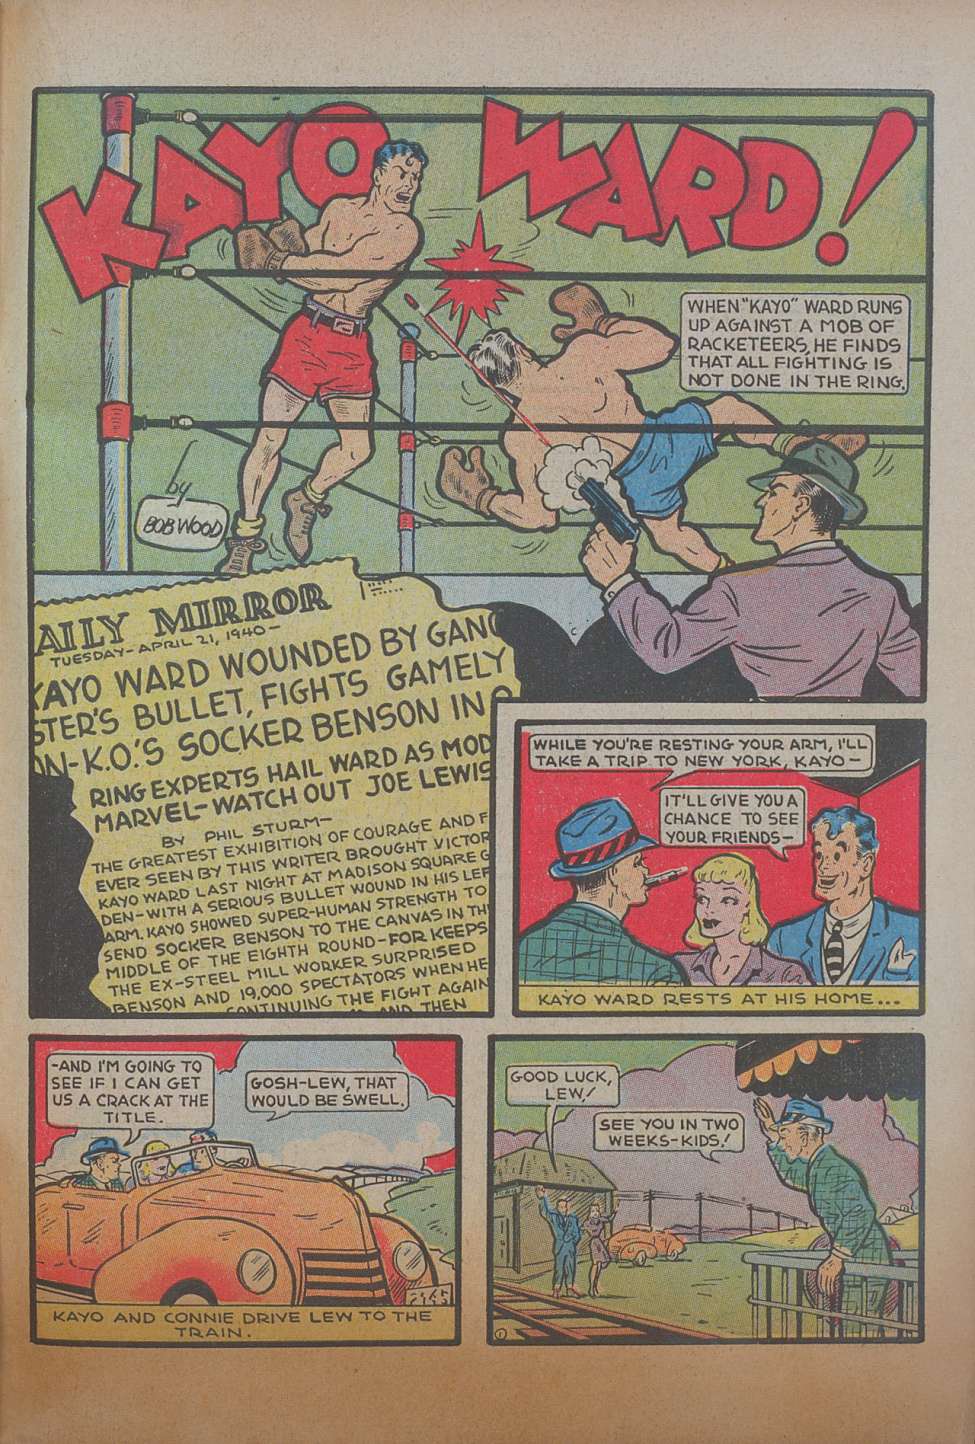 KAYO WARD!
WHEN "KAYO" WARD RUNS
UP AGAINST A MOB OF
RACKETEERS, HE FINDS
THAT ALL FIGHTING IS
NOT DONE IN THE RING.
by
BOB WOOD
AILY MIRROR
TUESDAY-APRIL 21, 1940-
KAYO WARD WOUNDED BY GANG
STER'S BULLET, FIGHTS GAMELY
ON-K.O.'S SOCKER BENSON IN
RING EXPERTS HAIL WARD AS MOD
MARVEL-WATCH OUT JOE LEWIS
BY PHIL STURM-
THE GREATEST EXHIBITION OF COURAGE AND F
EVER SEEN BY THIS WRITER BROUGHT VICTOR
KAYO WARD LAST NIGHT AT MADISON SQUARE G
DEN-WITH A SERIOUS BULLET WOUND IN HIS LEF
ARM, KAYO SHOWED SUPER-HUMAN STRENGTH TO
SEND SOCKER BENSON TO THE CANVAS IN TH
MIDDLE OF THE EIGHTH ROUND-FOR KEEPS
THE EX-STEEL MILL WORKER SURPRISED
BENSON AND 19,000 SPECTATORS WHEN HE
CONTINUING THE FIGHT AGAIN
AND THEN
WHILE YOU'RE RESTING YOUR ARM, I'LL
TAKE A TRIP TO NEW YORK, KAYO-
IT'LL GIVE YOU A
CHANCE TO SEE
YOUR FRIENDS-
KAYO WARD RESTS AT HIS HOME...
-AND I'M GOING TO
SEE IF I CAN GET
US A CRACK AT THE
TITLE.
GOSH-LEW, THAT
WOULD BE SWELL.
KAYO AND CONNIE DRIVE LEW TO THE
TRAIN.
GOOD LUCK,
LEW!
SEE YOU IN TWO
WEEKS-KIDS!
1